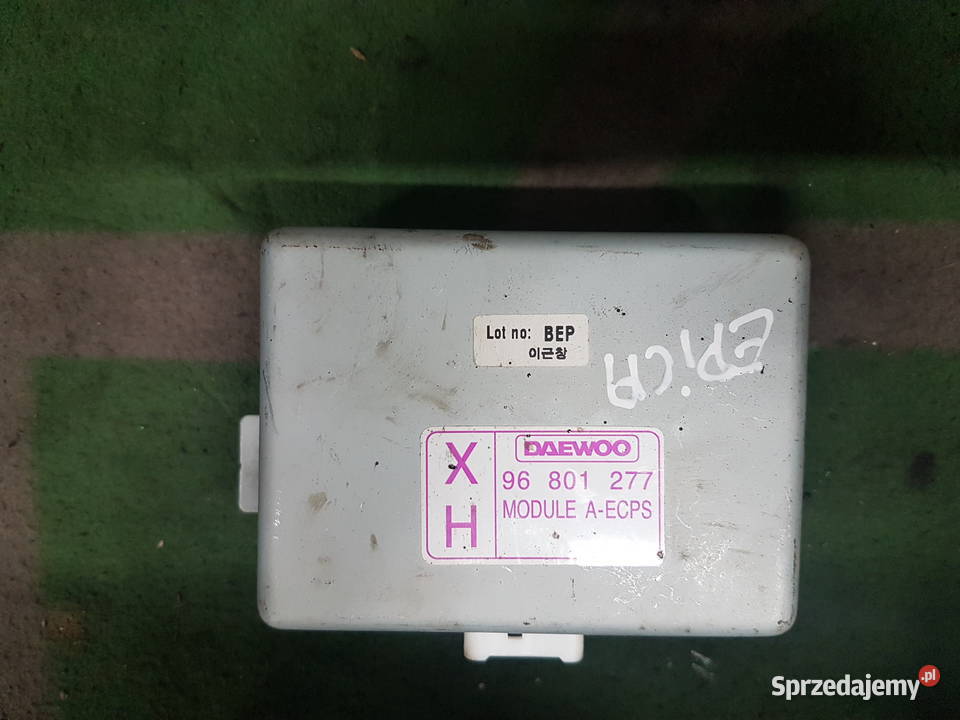 Lot no: BEP
이근창
EPiCA
X
H
DAEWOO
96 801 277
MODULE A-ECPS
Sprzedajemy.pl